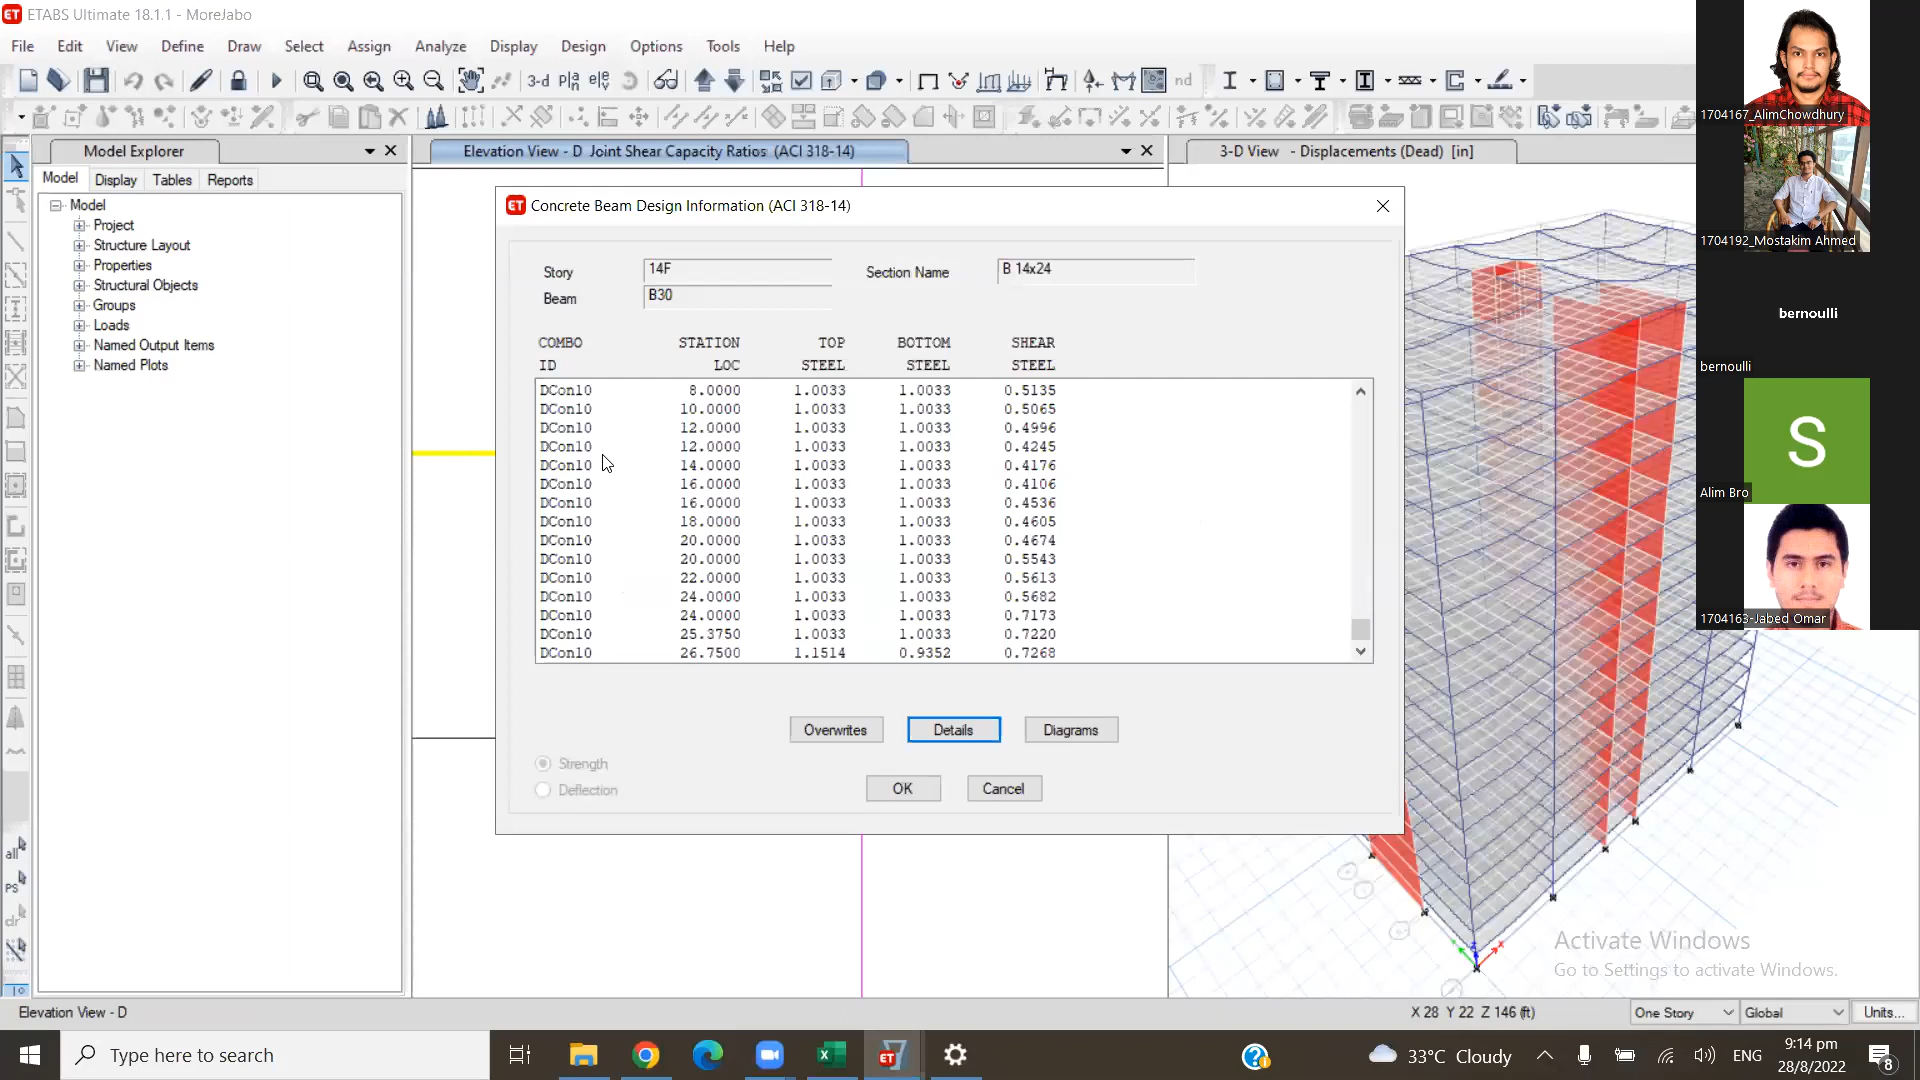 ETABS Ultimate 18.1.1 - MoreJabo
File Edit View Define Draw Select Assign Analyze Display Design Options Tools Help
3-d
nd
Model Explorer
Elevation View - D Joint Shear Capacity Ratios (ACI 318-14)
3-D View - Displacements (Dead) [in]
Model Display Tables Reports
Model
Project
Structure Layout
Properties
Structural Objects
Groups
Loads
Named Output Items
Named Plots
Concrete Beam Design Information (ACI 318-14)
Story 14F Section Name B 14x24
Beam B30
COMBO STATION TOP BOTTOM SHEAR
ID LOC STEEL STEEL STEEL
DCon10 8.0000 1.0033 1.0033 0.5135
DCon10 10.0000 1.0033 1.0033 0.5065
DCon10 12.0000 1.0033 1.0033 0.4996
DCon10 12.0000 1.0033 1.0033 0.4245
DCon10 14.0000 1.0033 1.0033 0.4176
DCon10 16.0000 1.0033 1.0033 0.4106
DCon10 16.0000 1.0033 1.0033 0.4536
DCon10 18.0000 1.0033 1.0033 0.4605
DCon10 20.0000 1.0033 1.0033 0.4674
DCon10 20.0000 1.0033 1.0033 0.5543
DCon10 22.0000 1.0033 1.0033 0.5613
DCon10 24.0000 1.0033 1.0033 0.5682
DCon10 24.0000 1.0033 1.0033 0.7173
DCon10 25.3750 1.0033 1.0033 0.7220
DCon10 26.7500 1.1514 0.9352 0.7268
Overwrites Details Diagrams
Strength
Deflection
OK Cancel
all
PS
dr
1704167_AlimChowdhury
1704192_Mostakim Ahmed
bernoulli
bernoulli
S
Alim Bro
1704163-Jabed Omar
Activate Windows
Go to Settings to activate Windows.
Elevation View - D
X 28 Y 22 Z 146 (ft)
One Story Global Units...
Type here to search
33°C Cloudy
ENG
9:14 pm
28/8/2022
8